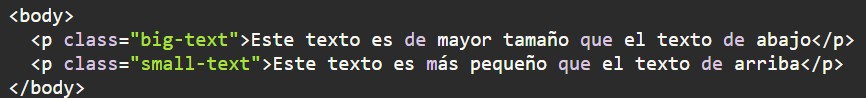 <body>
  <p class="big-text">Este texto es de mayor tamaño que el texto de abajo</p>
  <p class="small-text">Este texto es más pequeño que el texto de arriba</p>
</body>